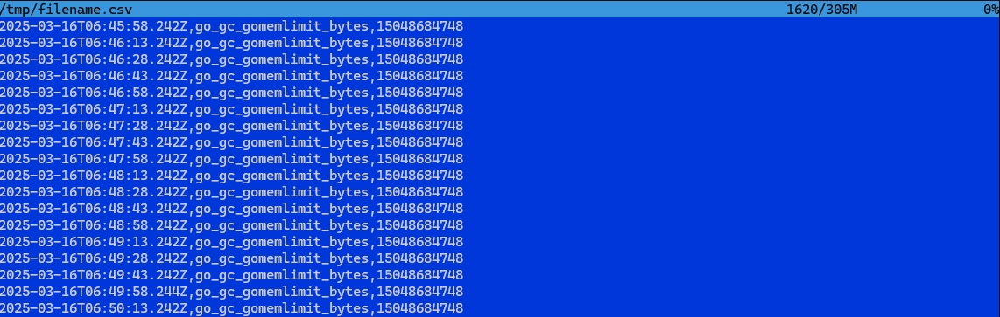 /tmp/filename.csv 1620/305M 0%
2025-03-16T06:45:58.242Z,go_gc_gomemlimit_bytes,15048684748
2025-03-16T06:46:13.242Z,go_gc_gomemlimit_bytes,15048684748
2025-03-16T06:46:28.242Z,go_gc_gomemlimit_bytes,15048684748
2025-03-16T06:46:43.242Z,go_gc_gomemlimit_bytes,15048684748
2025-03-16T06:46:58.242Z,go_gc_gomemlimit_bytes,15048684748
2025-03-16T06:47:13.242Z,go_gc_gomemlimit_bytes,15048684748
2025-03-16T06:47:28.242Z,go_gc_gomemlimit_bytes,15048684748
2025-03-16T06:47:43.242Z,go_gc_gomemlimit_bytes,15048684748
2025-03-16T06:47:58.242Z,go_gc_gomemlimit_bytes,15048684748
2025-03-16T06:48:13.242Z,go_gc_gomemlimit_bytes,15048684748
2025-03-16T06:48:28.242Z,go_gc_gomemlimit_bytes,15048684748
2025-03-16T06:48:43.242Z,go_gc_gomemlimit_bytes,15048684748
2025-03-16T06:48:58.242Z,go_gc_gomemlimit_bytes,15048684748
2025-03-16T06:49:13.242Z,go_gc_gomemlimit_bytes,15048684748
2025-03-16T06:49:28.242Z,go_gc_gomemlimit_bytes,15048684748
2025-03-16T06:49:43.242Z,go_gc_gomemlimit_bytes,15048684748
2025-03-16T06:49:58.244Z,go_gc_gomemlimit_bytes,15048684748
2025-03-16T06:50:13.242Z,go_gc_gomemlimit_bytes,15048684748